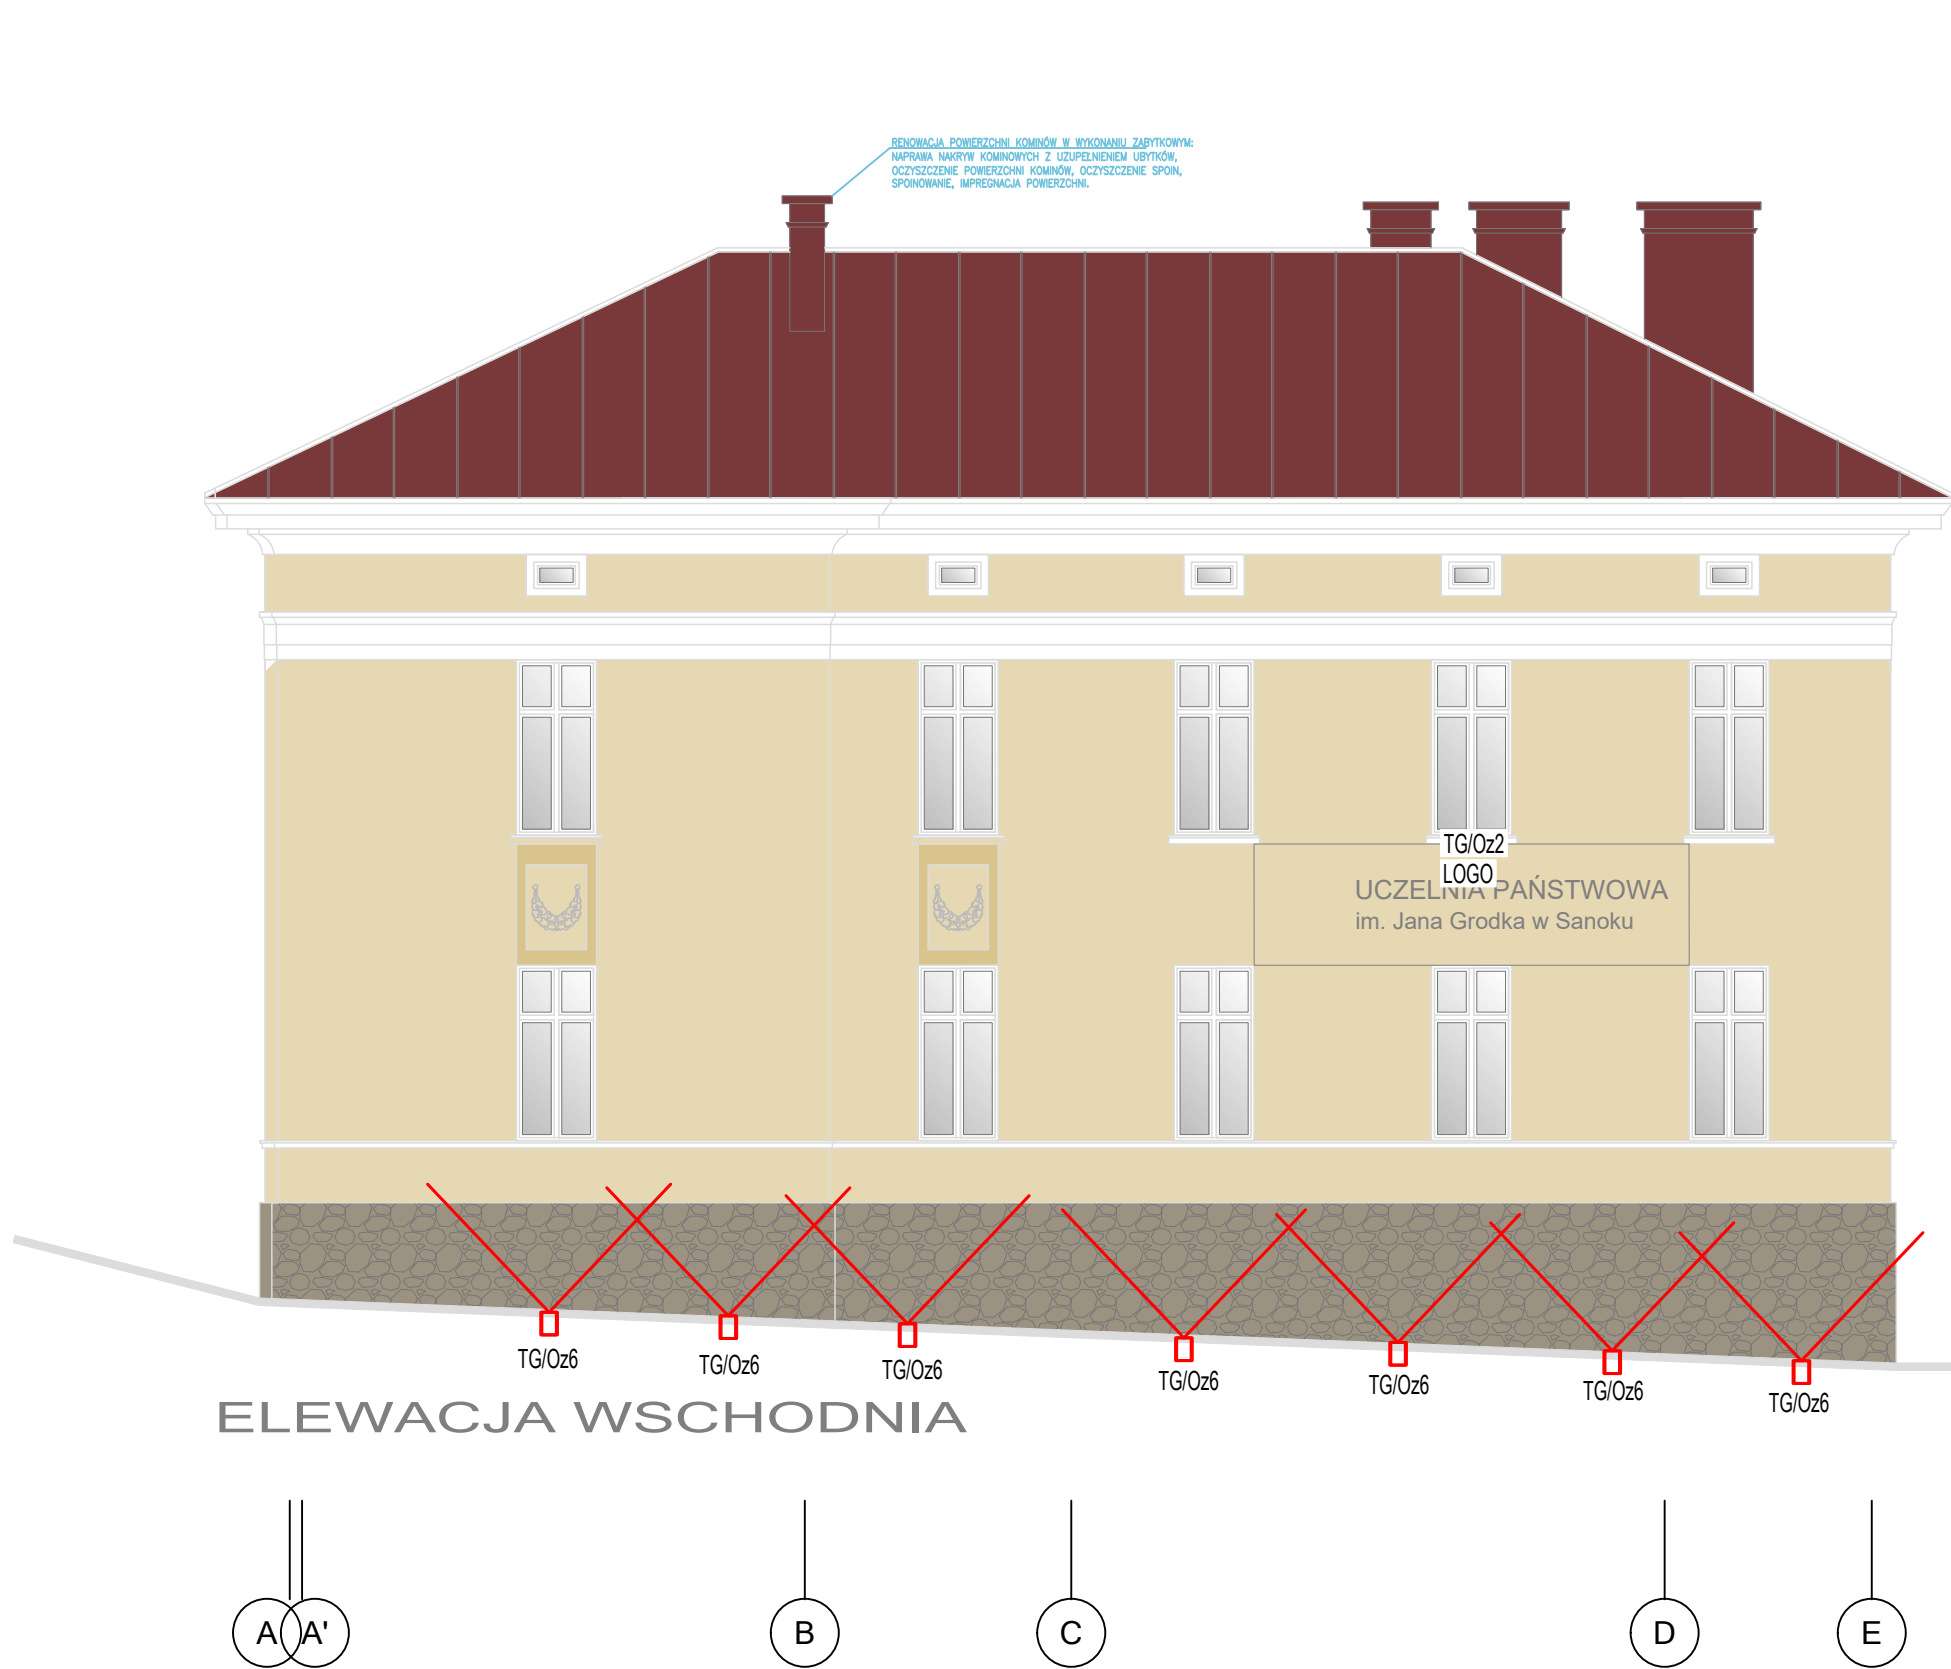 RENOWACJA POWIERZCHNI KOMINÓW W WYKONANIU ZABYTKOWYM:
NAPRAWA NAKRYW KOMINOWYCH Z UZUPEŁNIENIEM UBYTKÓW,
OCZYSZCZENIE POWIERZCHNI KOMINÓW, OCZYSZCZENIE SPOIN,
SPOINOWANIE, IMPREGNACJA POWIERZCHNI.
TG/Oz2
LOGO
UCZELNIA PAŃSTWOWA
im. Jana Grodka w Sanoku
TG/Oz6
TG/Oz6
TG/Oz6
TG/Oz6
TG/Oz6
TG/Oz6
TG/Oz6
ELEWACJA WSCHODNIA
A
A'
B
C
D
E